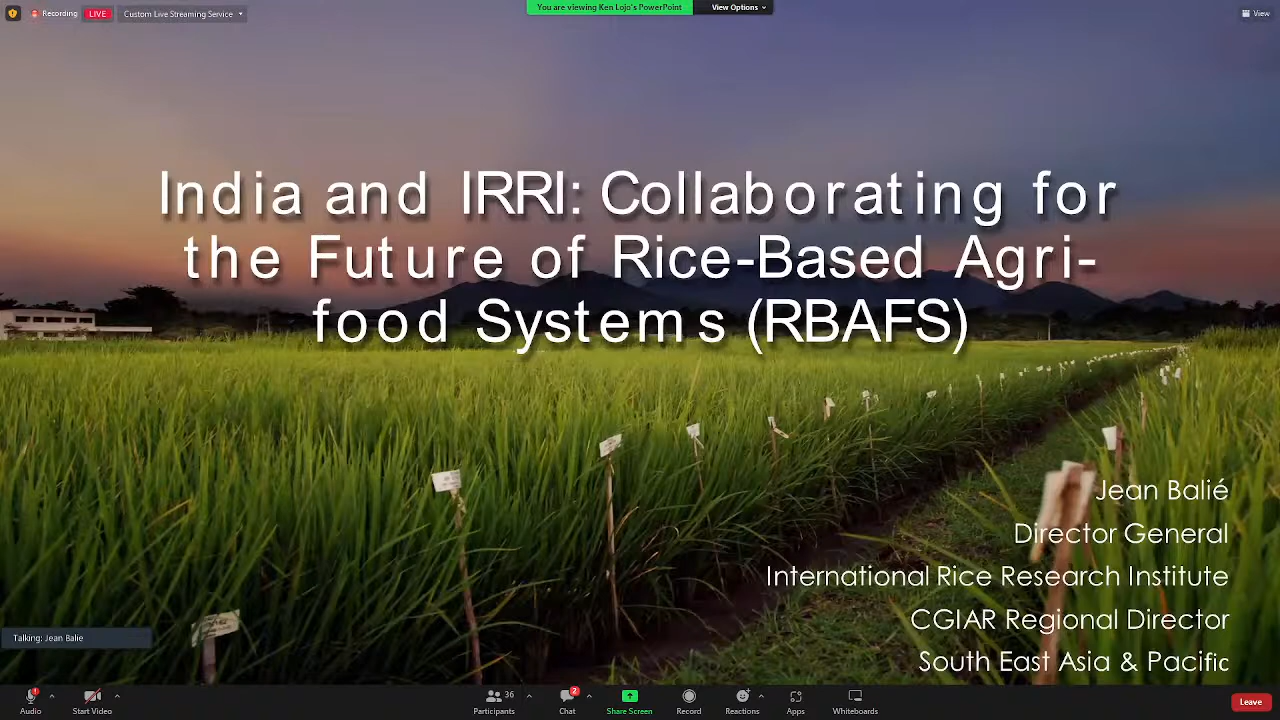 Recording
LIVE
Custom Live Streaming Service
You are viewing Ken Lojo's PowerPoint
View Options
View
India and IRRI: Collaborating for
the Future of Rice-Based Agri-
food Systems (RBAFS)
Jean Balié
Director General
International Rice Research Institute
CGIAR Regional Director
South East Asia & Pacific
Talking: Jean Balie
Audio
Start Video
Participants
36
Chat
2
Share Screen
Record
Reactions
Apps
Whiteboards
Leave